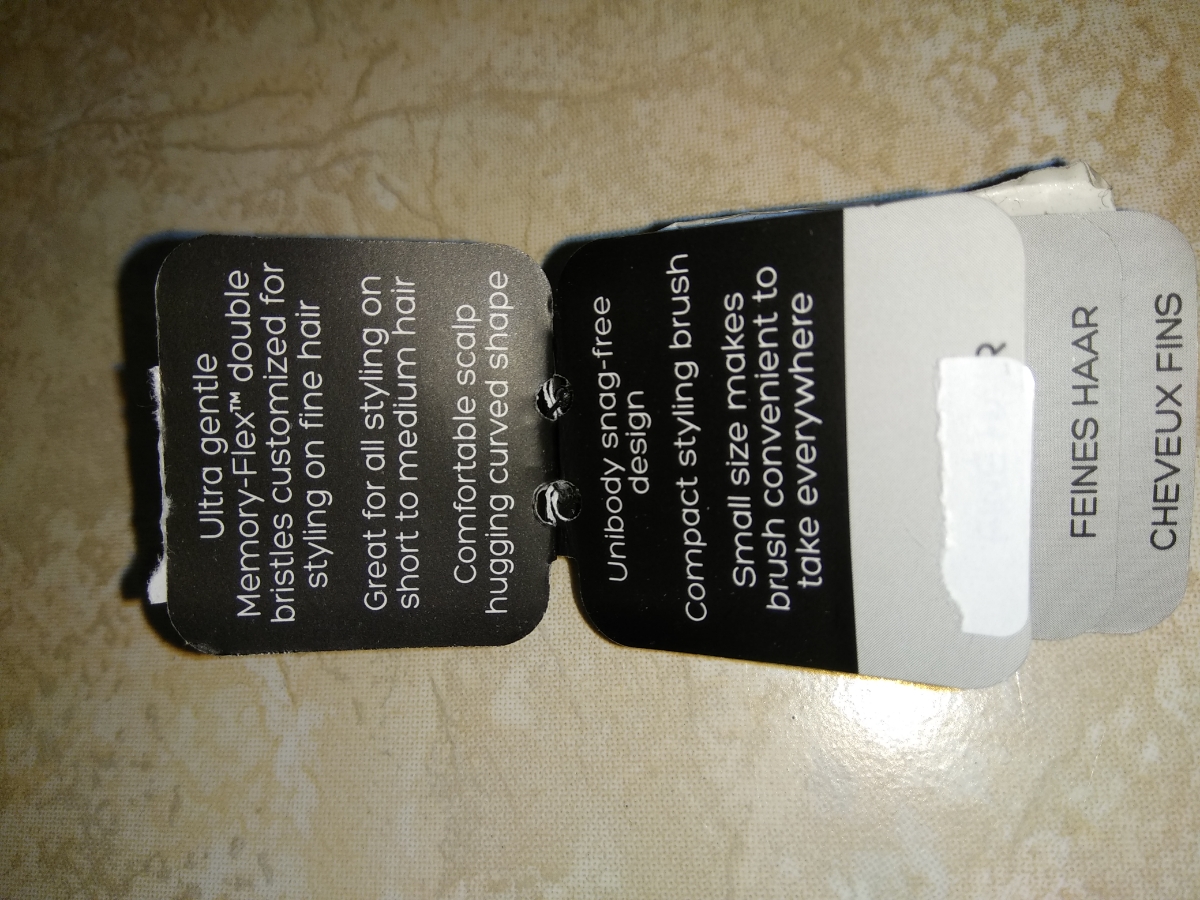 Ultra gentle
Memory-Flex™ double
bristles customized for
styling on fine hair
Great for all styling on
short to medium hair
Comfortable scalp
hugging curved shape
Unibody snag-free
design
Compact styling brush
Small size makes
brush convenient to
take everywhere
FEINES HAAR
CHEVEUX FINS